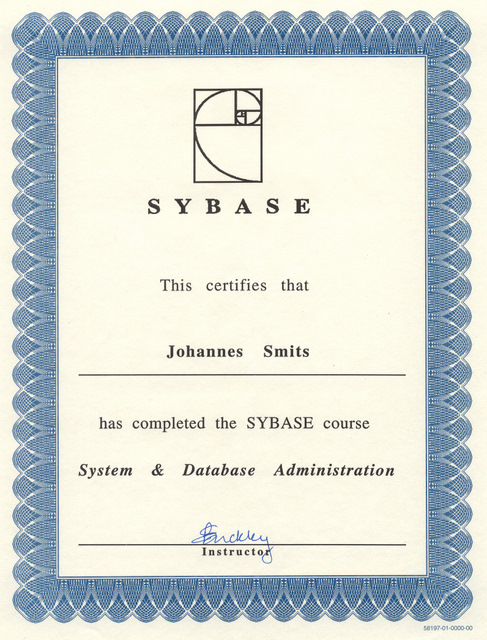 SYBASE
This certifies that
Johannes Smits
has completed the SYBASE course
System & Database Administration
Instructor
58197-01-0000-00